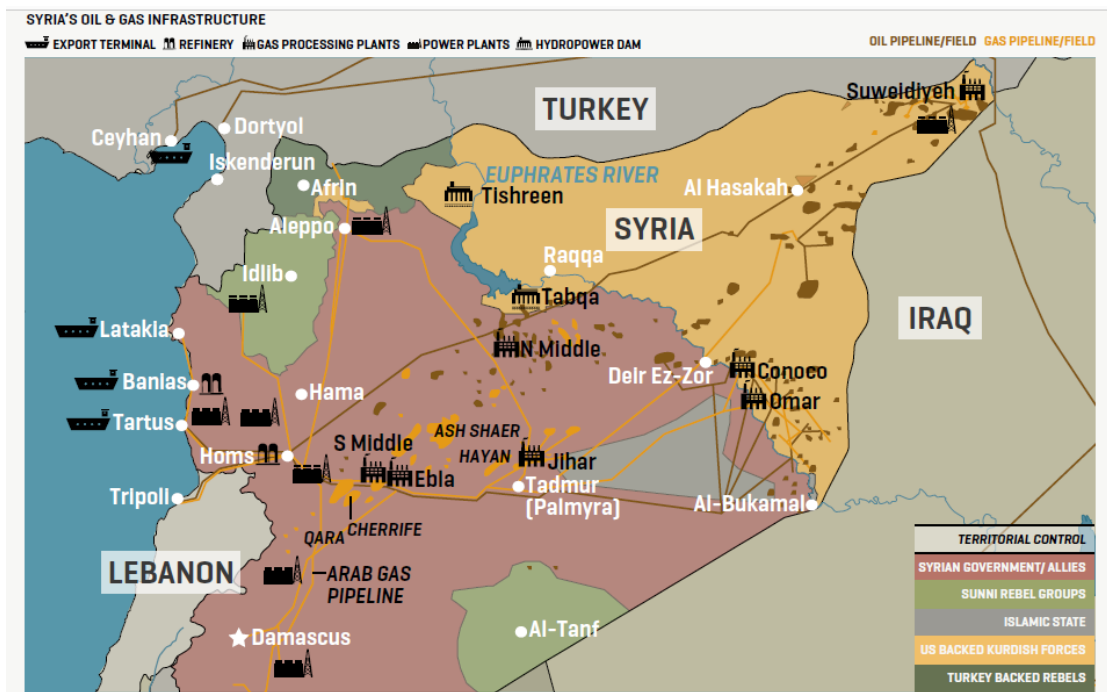 SYRIA'S OIL & GAS INFRASTRUCTURE
EXPORT TERMINAL REFINERY GAS PROCESSING PLANTS POWER PLANTS HYDROPOWER DAM
OIL PIPELINE/FIELD GAS PIPELINE/FIELD
TURKEY
Suweidiyeh
Ceyhan
Dortyol
Iskenderun
Afrin
EUPHRATES RIVER
Tishreen
Al Hasakah
Aleppo
SYRIA
Raqqa
Idlib
Tabqa
IRAQ
Latakia
N Middle
Deir Ez-Zor
Conoco
Banias
Hama
Omar
Tartus
ASH SHAER
S Middle
HAYAN
Jihar
Homs
Ebla
Tadmur
(Palmyra)
Tripoli
Al-Bukamal
QARA
CHERRIFE
LEBANON
ARAB GAS
PIPELINE
Al-Tanf
Damascus
TERRITORIAL CONTROL
SYRIAN GOVERNMENT/ ALLIES
SUNNI REBEL GROUPS
ISLAMIC STATE
US BACKED KURDISH FORCES
TURKEY BACKED REBELS